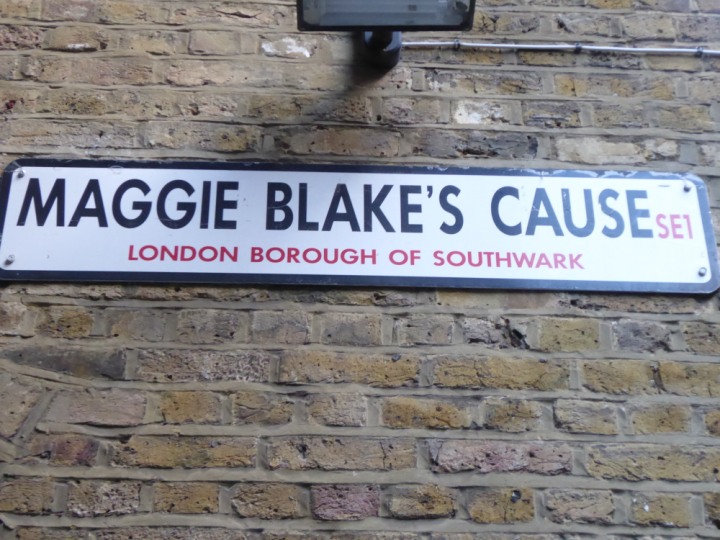 MAGGIE BLAKE'S CAUSE SE1
LONDON BOROUGH OF SOUTHWARK